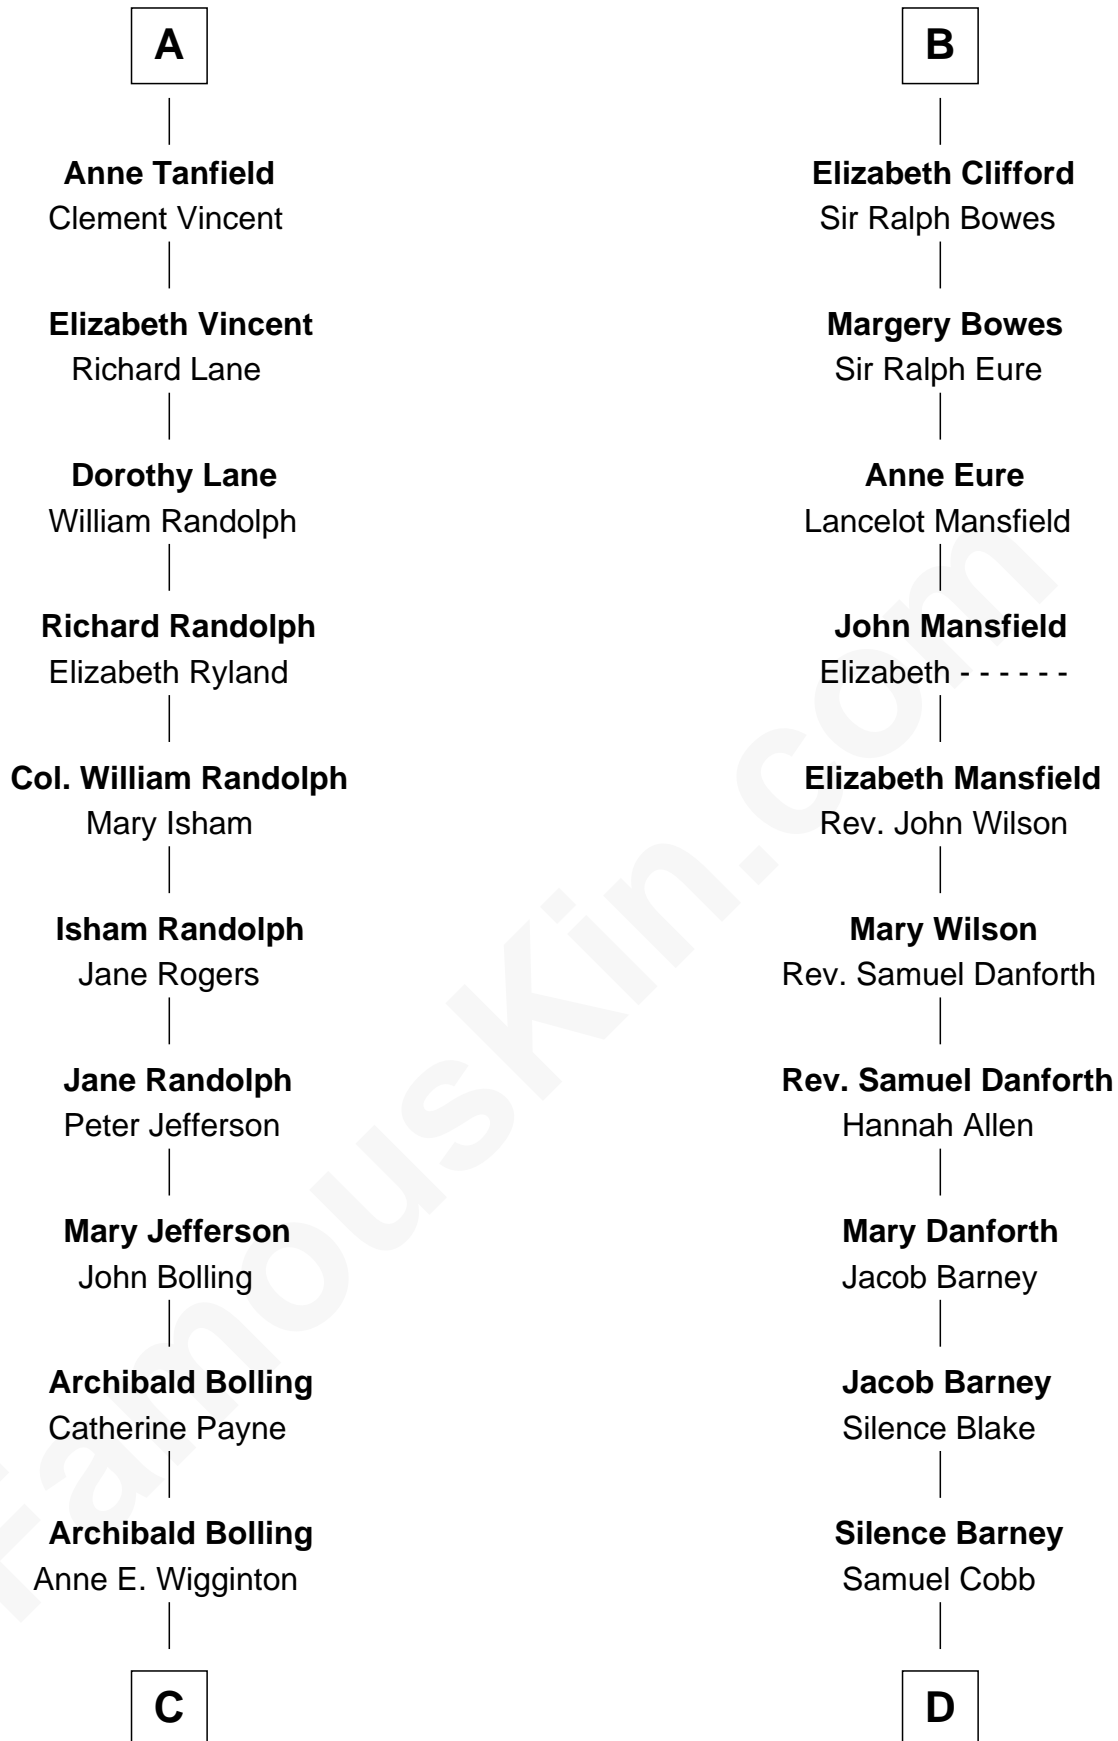 A
Anne Tanfield
Clement Vincent
Elizabeth Vincent
Richard Lane
Dorothy Lane
William Randolph
Richard Randolph
Elizabeth Ryland
Col. William Randolph
Mary Isham
Isham Randolph
Jane Rogers
Jane Randolph
Peter Jefferson
Mary Jefferson
John Bolling
Archibald Bolling
Catherine Payne
Archibald Bolling
Anne E. Wigginton
C
B
Elizabeth Clifford
Sir Ralph Bowes
Margery Bowes
Sir Ralph Eure
Anne Eure
Lancelot Mansfield
John Mansfield
Elizabeth - - - - - -
Elizabeth Mansfield
Rev. John Wilson
Mary Wilson
Rev. Samuel Danforth
Rev. Samuel Danforth
Hannah Allen
Mary Danforth
Jacob Barney
Jacob Barney
Silence Blake
Silence Barney
Samuel Cobb
D
FamousKin.com